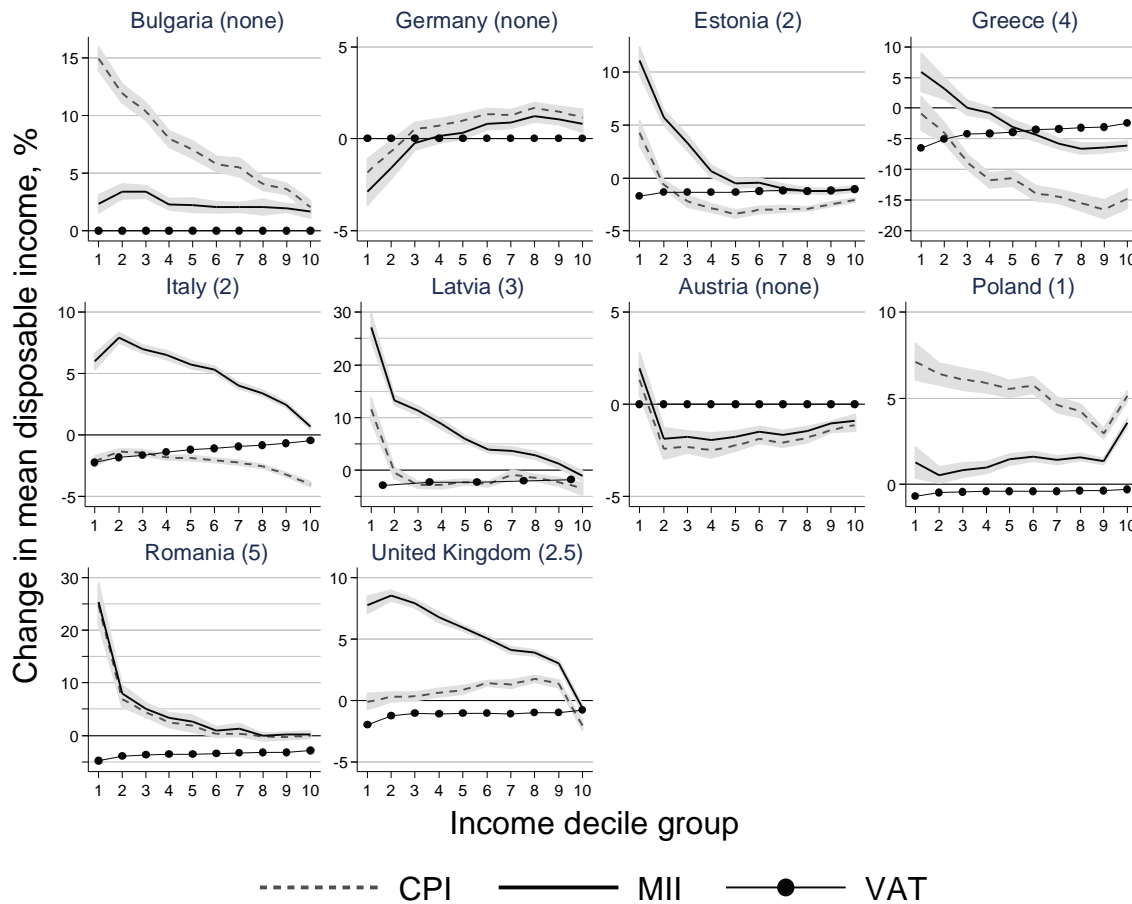 Change in mean disposable income, %
Bulgaria (none)
15
10
5
0
1 2 3 4 5 6 7 8 9 10
Germany (none)
5
0
-5
1 2 3 4 5 6 7 8 9 10
Estonia (2)
10
5
0
-5
1 2 3 4 5 6 7 8 9 10
Greece (4)
10
5
0
-5
-10
-15
-20
1 2 3 4 5 6 7 8 9 10
Italy (2)
10
5
0
-5
1 2 3 4 5 6 7 8 9 10
Latvia (3)
30
20
10
0
1 2 3 4 5 6 7 8 9 10
Austria (none)
5
0
-5
1 2 3 4 5 6 7 8 9 10
Poland (1)
10
5
0
1 2 3 4 5 6 7 8 9 10
Romania (5)
30
20
10
0
1 2 3 4 5 6 7 8 9 10
United Kingdom (2.5)
10
5
0
-5
1 2 3 4 5 6 7 8 9 10
Income decile group
CPI MII VAT